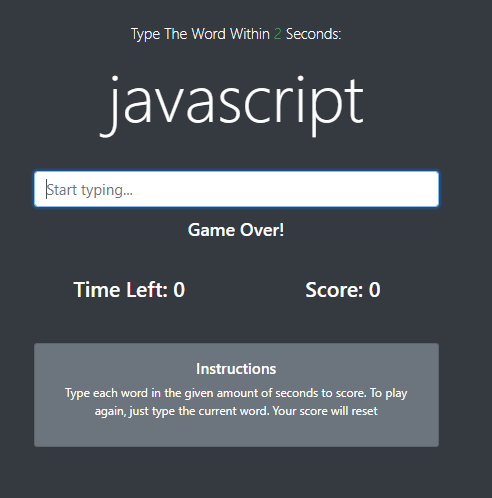 Type The Word Within 2 Seconds:
javascript
Start typing...
Game Over!
Time Left: 0 Score: 0
Instructions
Type each word in the given amount of seconds to score. To play
again, just type the current word. Your score will reset